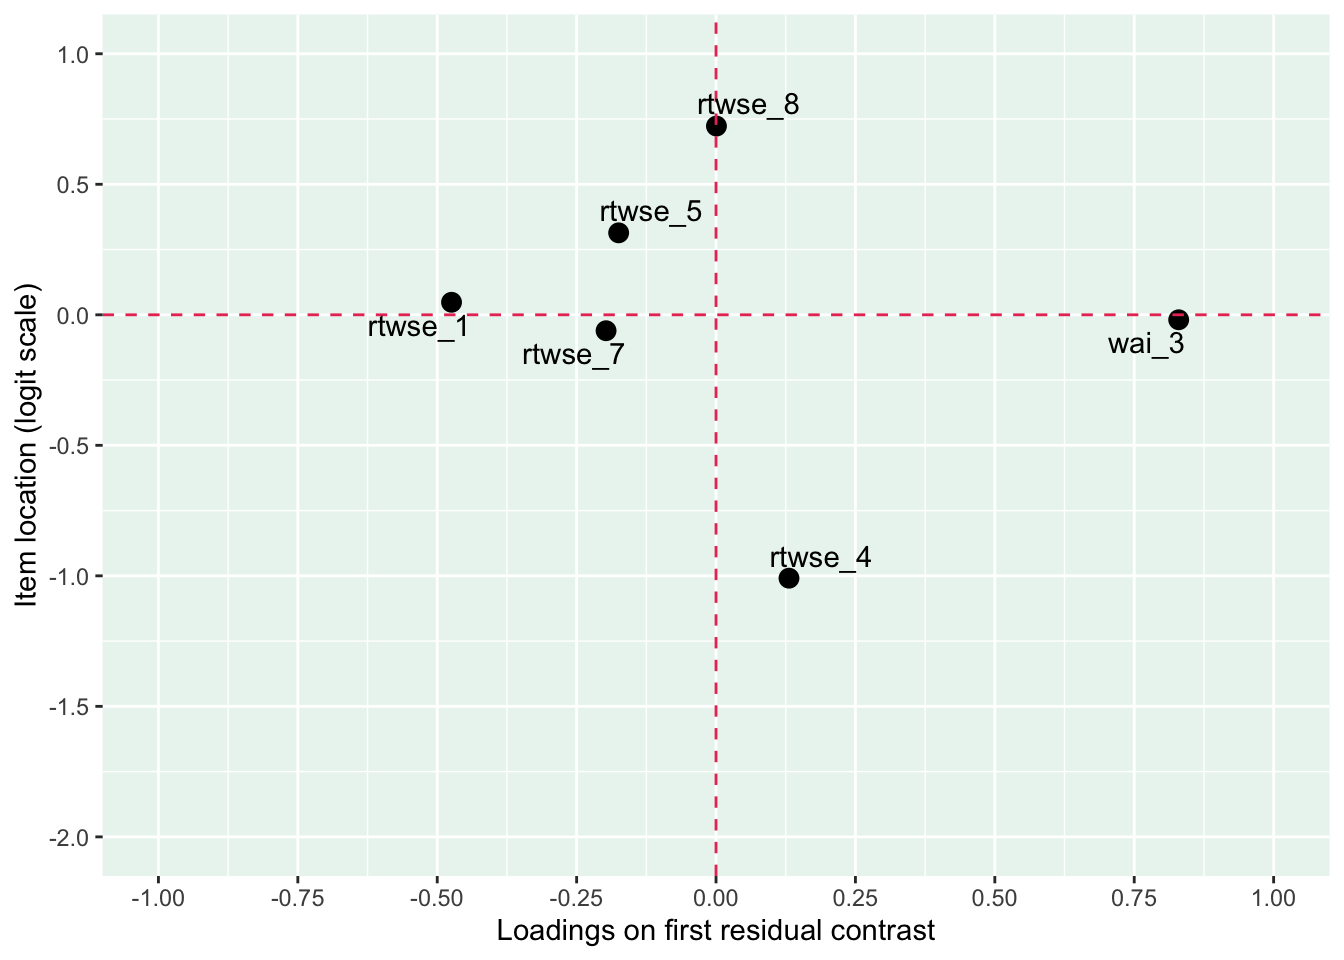 1.0
rtwse_8
0.5
rtwse_5
0.0
rtwse_1
rtwse_7
wai_3
-0.5
rtwse_4
-1.0
-1.5
-2.0
Item location (logit scale)
-1.00 -0.75 -0.50 -0.25 0.00 0.25 0.50 0.75 1.00
Loadings on first residual contrast